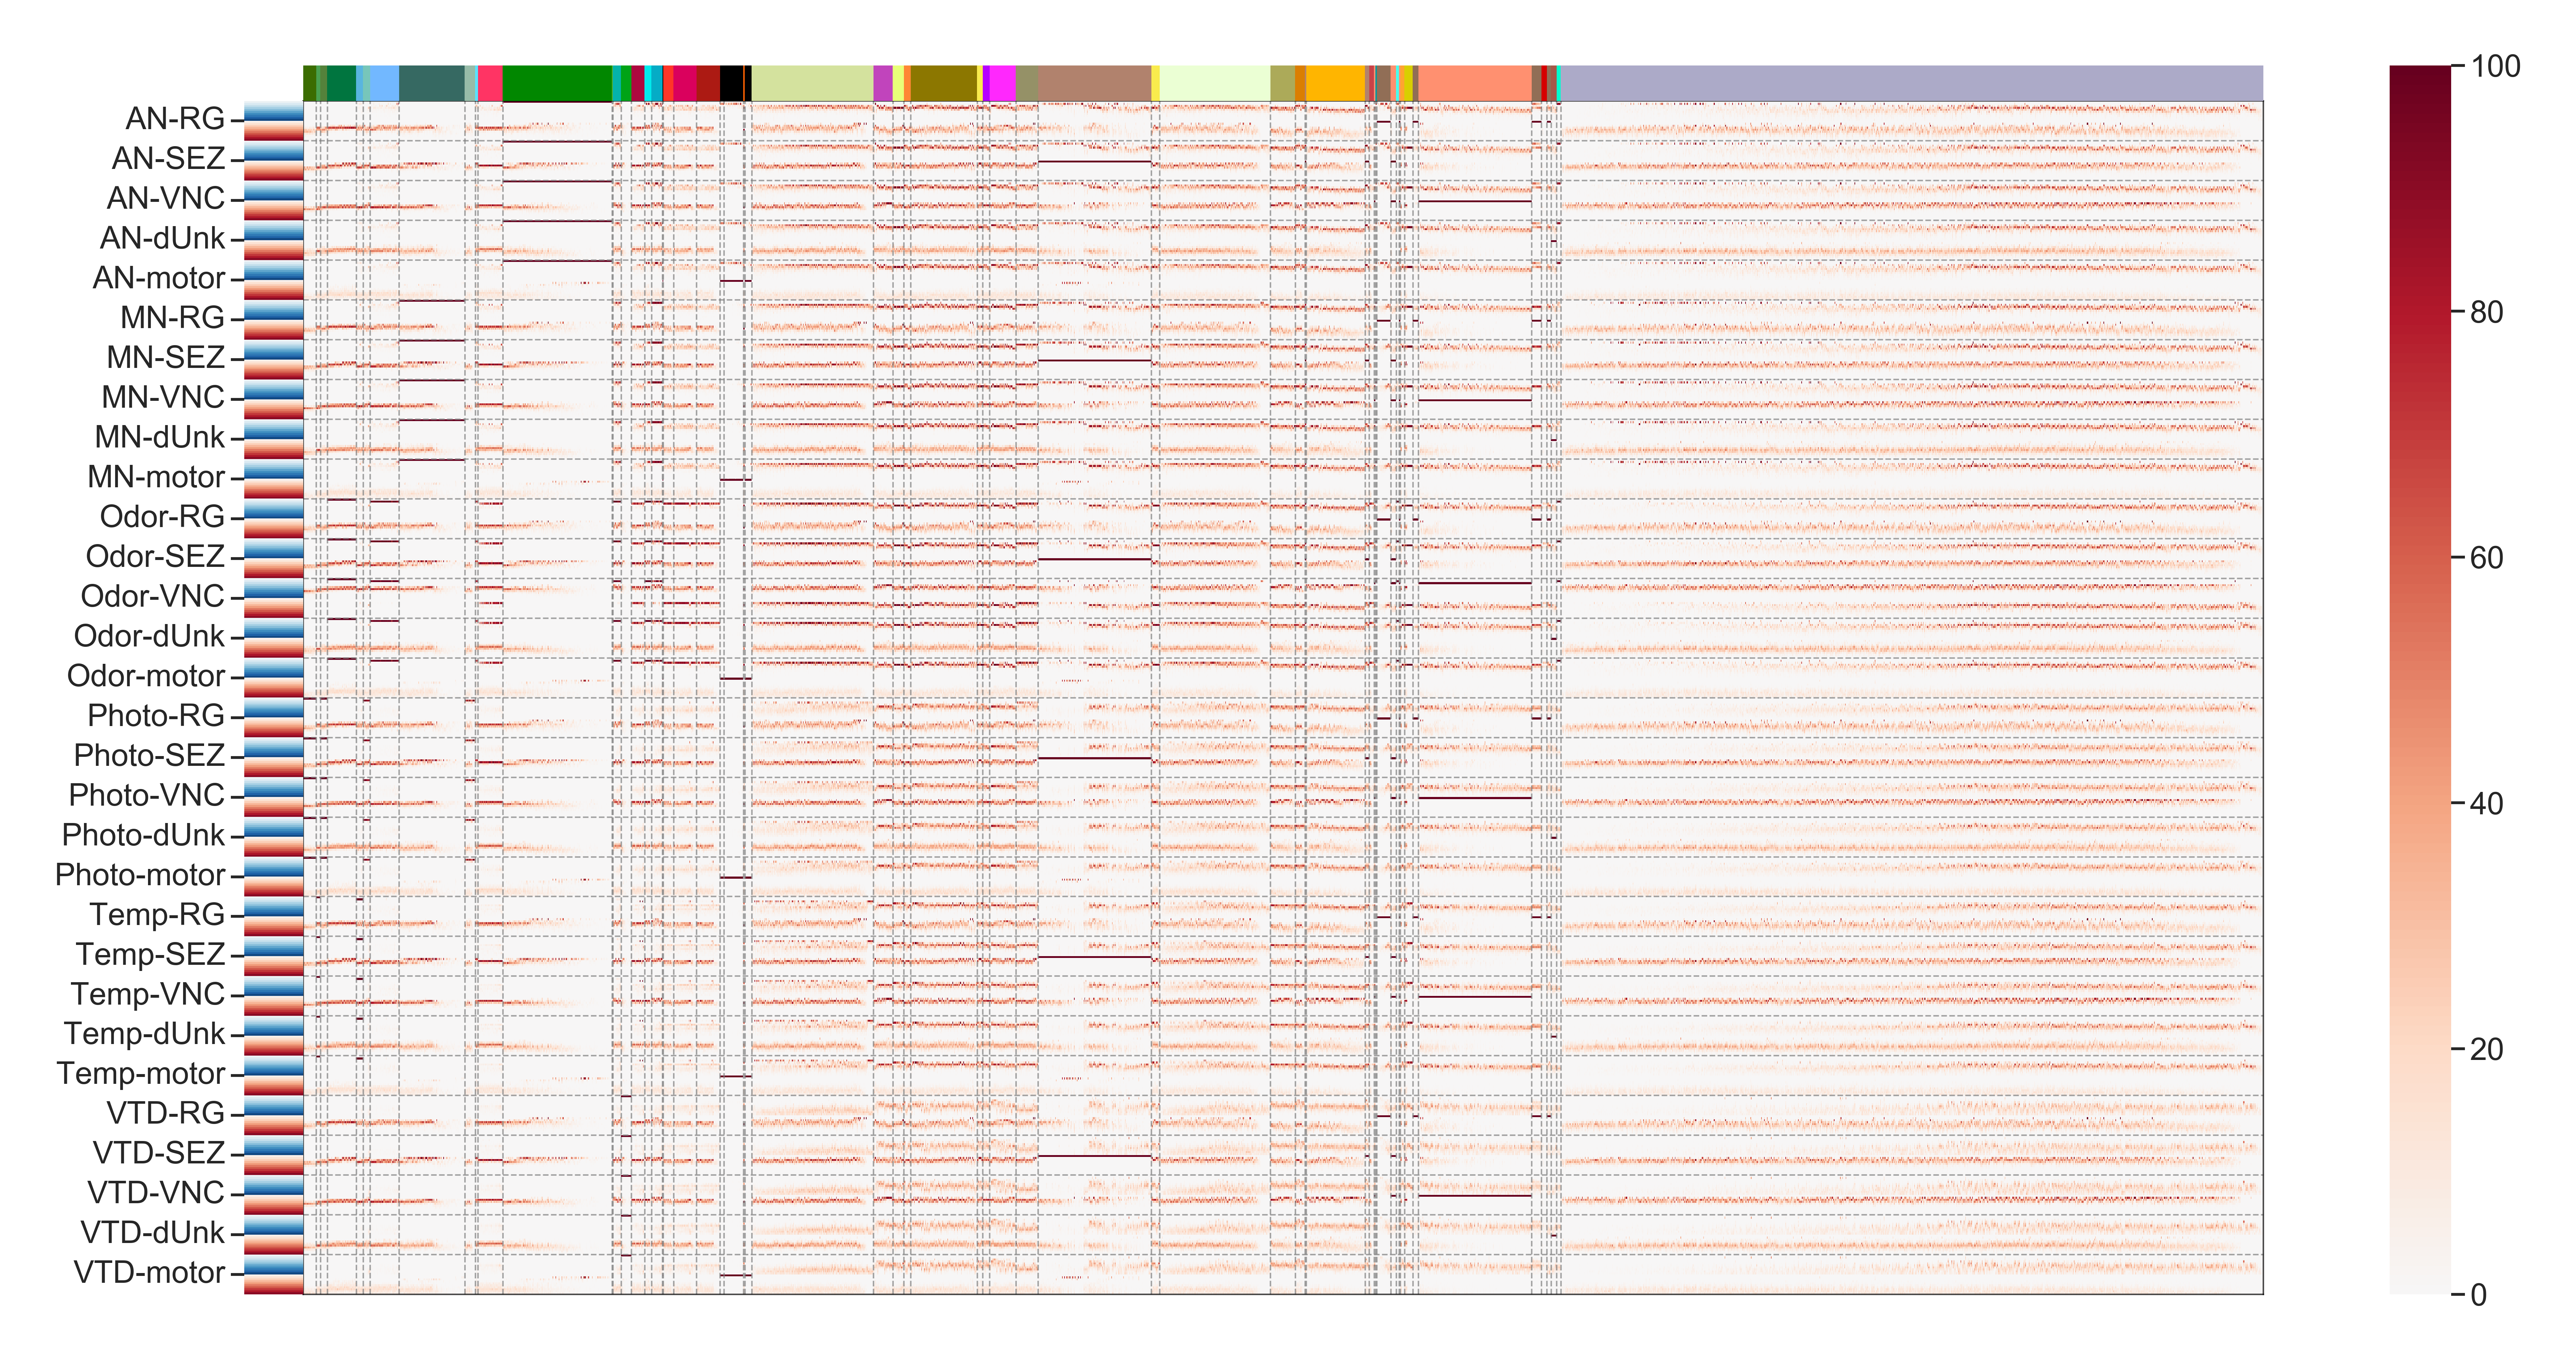 AN-RG
AN-SEZ
AN-VNC
AN-dUnk
AN-motor
MN-RG
MN-SEZ
MN-VNC
MN-dUnk
MN-motor
Odor-RG
Odor-SEZ
Odor-VNC
Odor-dUnk
Odor-motor
Photo-RG
Photo-SEZ
Photo-VNC
Photo-dUnk
Photo-motor
Temp-RG
Temp-SEZ
Temp-VNC
Temp-dUnk
Temp-motor
VTD-RG
VTD-SEZ
VTD-VNC
VTD-dUnk
VTD-motor
100
80
60
40
20
0